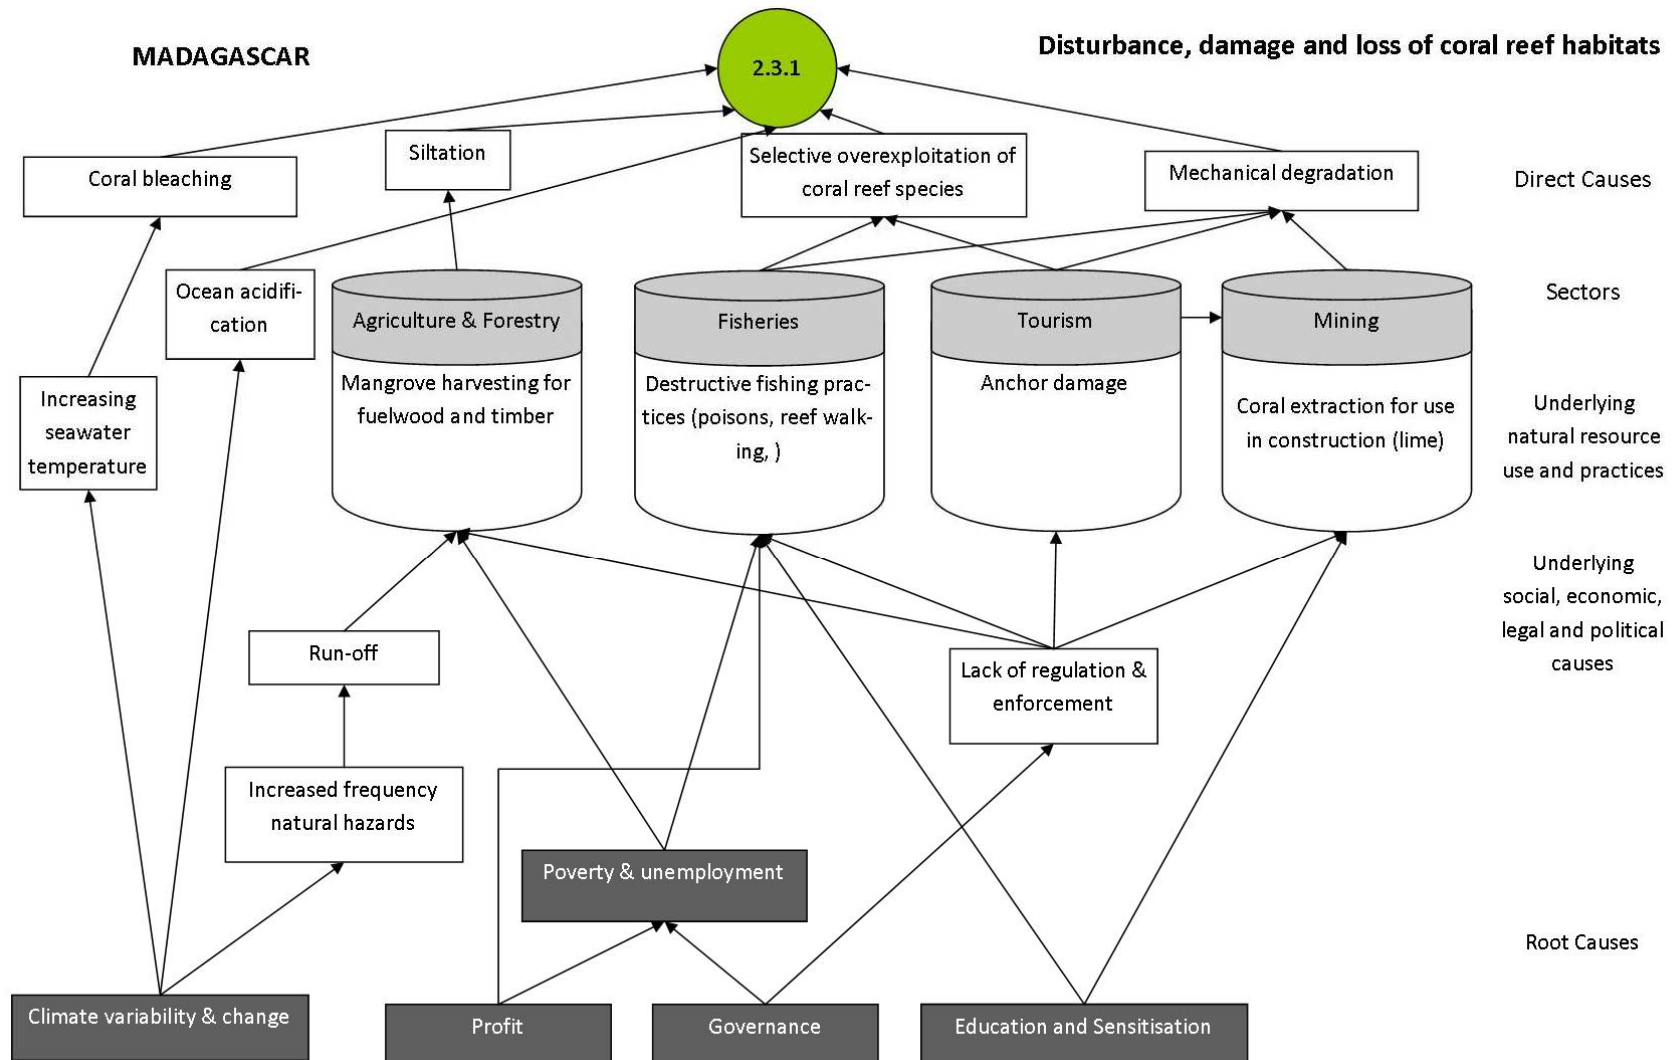 MADAGASCAR
Disturbance, damage and loss of coral reef habitats
2.3.1
Siltation
Selective overexploitation of
coral reef species
Mechanical degradation
Coral bleaching
Direct Causes
Ocean acidifi-
cation
Agriculture & Forestry
Fisheries
Tourism
Mining
Sectors
Increasing
seawater
temperature
Mangrove harvesting for
fuelwood and timber
Destructive fishing prac-
tices (poisons, reef walk-
ing, )
Anchor damage
Coral extraction for use
in construction (lime)
Underlying
natural resource
use and practices
Underlying
social, economic,
legal and political
causes
Run-off
Lack of regulation &
enforcement
Increased frequency
natural hazards
Poverty & unemployment
Root Causes
Climate variability & change
Profit
Governance
Education and Sensitisation